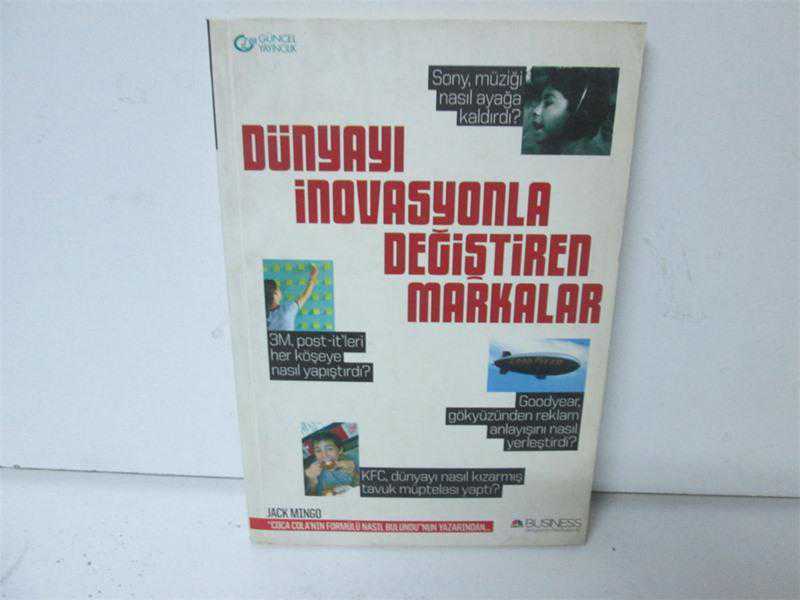 GÜNCEL
YAYINCILIK
Sony, müziği
nasıl ayağa
kaldırdı?
DÜNYAYI
İNOVASYONLA
DEĞİŞTİREN
MARKALAR
3M, post-it'leri
her köşeye
nasıl yapıştırdı?
GOODYEAR
Goodyear,
gökyüzünden reklam
anlayışını nasıl
yerleştirdi?
KFC, dünyayı nasıl kızarmış
tavuk müptelası yaptı?
JACK MINGO
"COCA COLA'NIN FORMÜLÜ NASIL BULUNDU"NUN YAZARINDAN...
BUSINESS